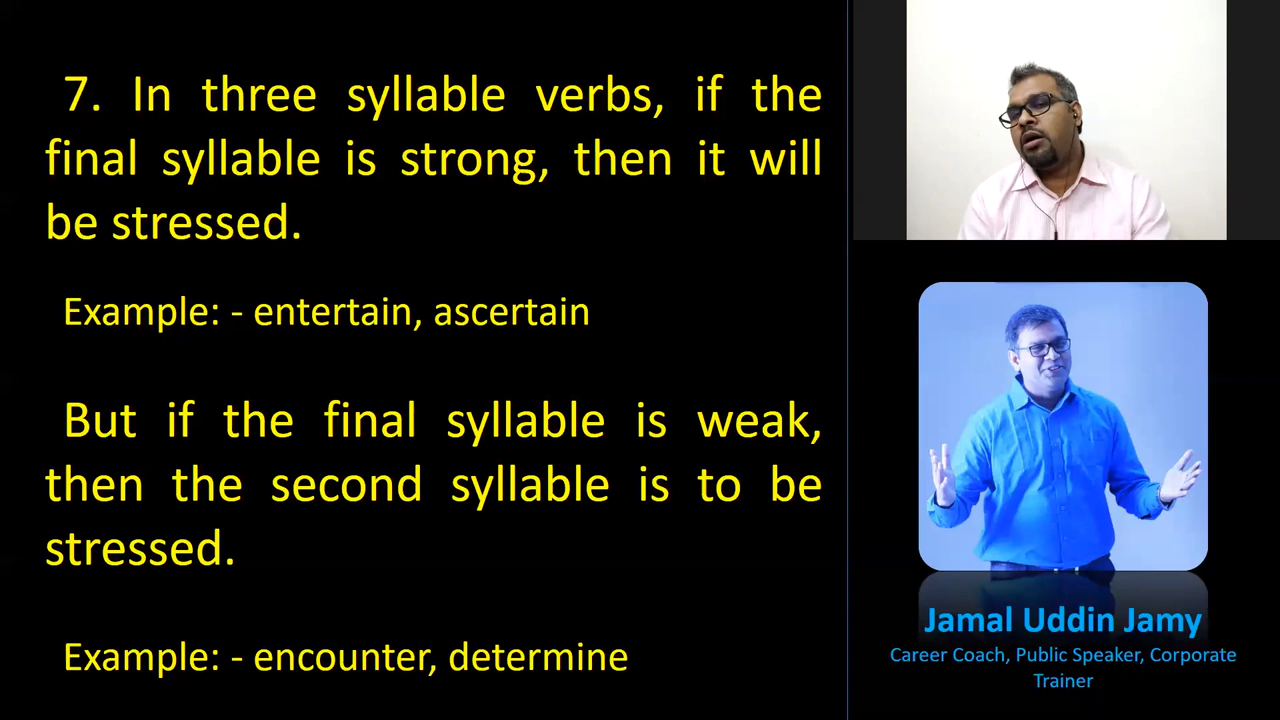 7. In three syllable verbs, if the
final syllable is strong, then it will
be stressed.
Example: - entertain, ascertain
But if the final syllable is weak,
then the second syllable is to be
stressed.
Example: - encounter, determine
Jamal Uddin Jamy
Career Coach, Public Speaker, Corporate
Trainer